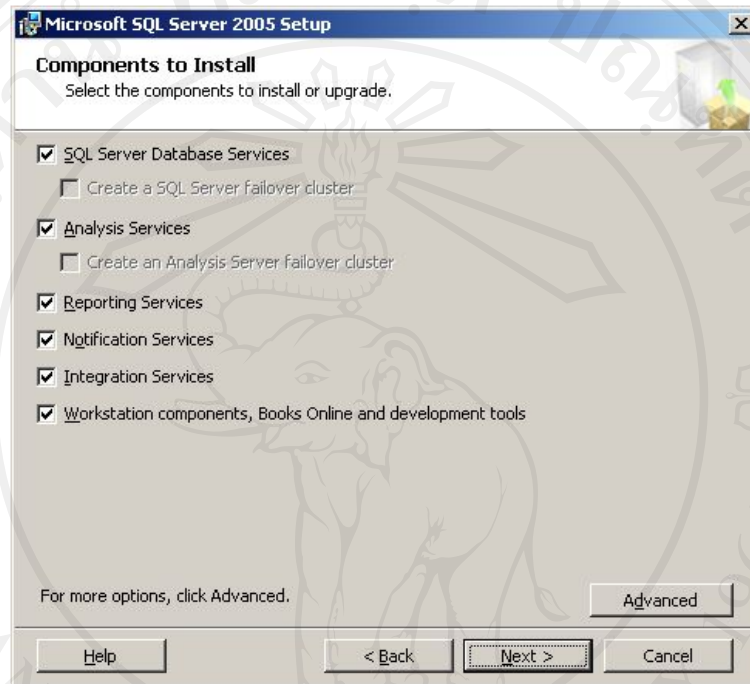 Microsoft SQL Server 2005 Setup
Components to Install
Select the components to install or upgrade.
SQL Server Database Services
Create a SQL Server failover cluster
Analysis Services
Create an Analysis Server failover cluster
Reporting Services
Notification Services
Integration Services
Workstation components, Books Online and development tools
For more options, click Advanced.
Advanced
Help
< Back
Next >
Cancel